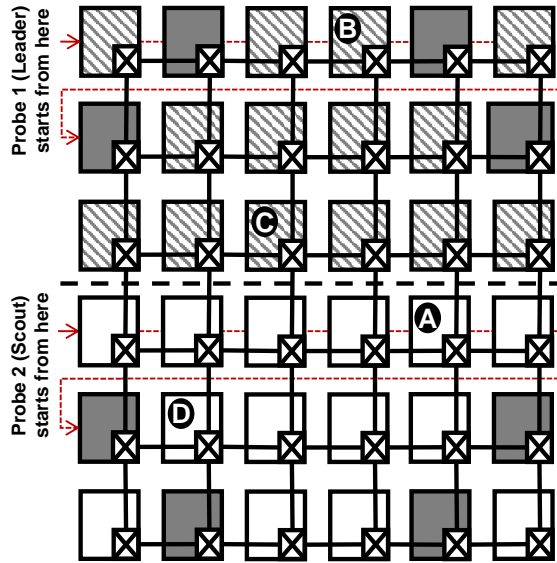 Probe 1 (Leader)
starts from here
B
C
Probe 2 (Scout)
starts from here
A
D